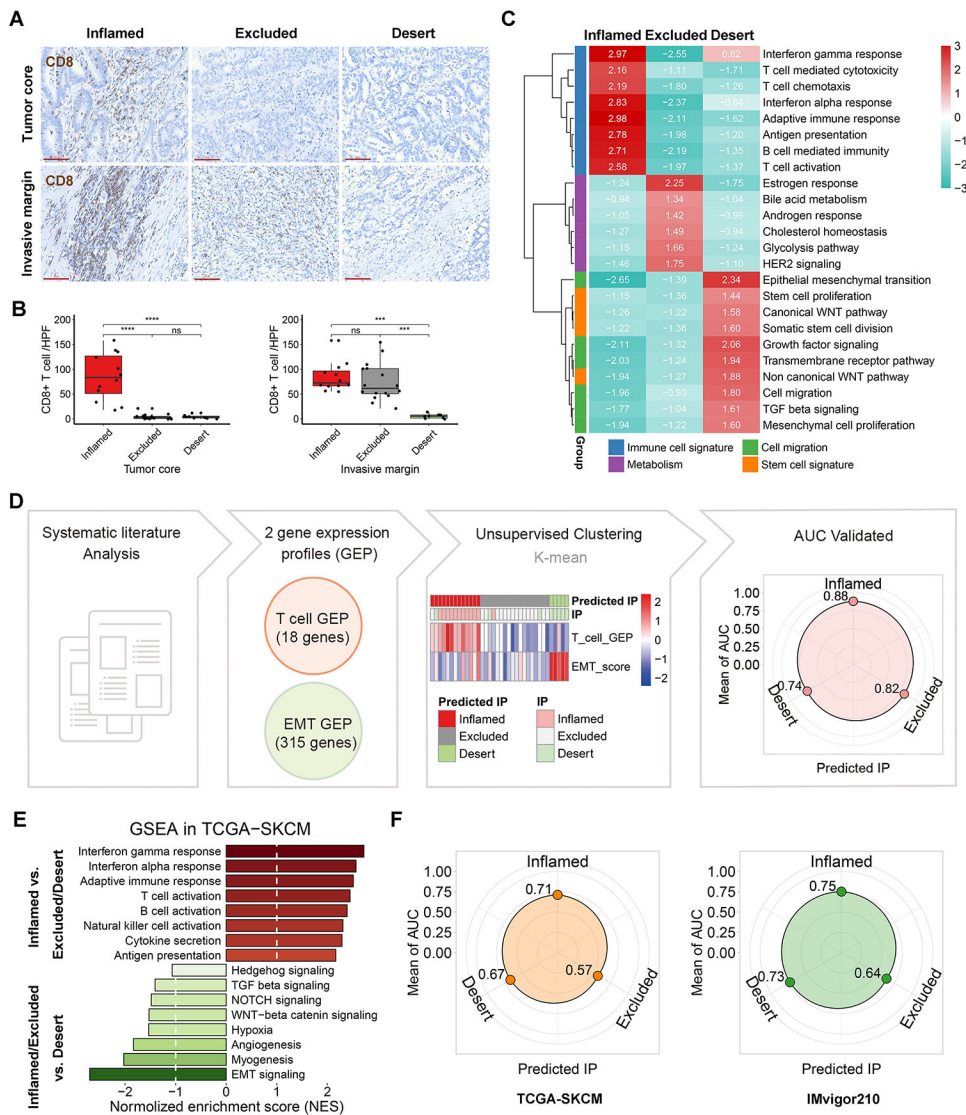 A
Inflamed
Excluded
Desert
Tumor core
CD8
Invasive margin
CD8
B
CD8+ T cell /HPF
200
150
100
50
0
****
****
ns
Inflamed
Excluded
Desert
Tumor core
CD8+ T cell /HPF
200
150
100
50
0
***
ns
***
Inflamed
Excluded
Desert
Invasive margin
C
Inflamed Excluded Desert
2.97 −2.55 0.82 Interferon gamma response
2.16 −1.11 −1.71 T cell mediated cytotoxicity
2.19 −1.80 −1.26 T cell chemotaxis
2.83 −2.37 −0.64 Interferon alpha response
2.98 −2.11 −1.62 Adaptive immune response
2.78 −1.98 −1.20 Antigen presentation
2.71 −2.19 −1.35 B cell mediated immunity
2.58 −1.97 −1.37 T cell activation
−1.24 2.25 −1.75 Estrogen response
−0.94 1.34 −1.04 Bile acid metabolism
−1.05 1.42 −0.99 Androgen response
−1.27 1.49 −0.94 Cholesterol homeostasis
−1.15 1.66 −1.24 Glycolysis pathway
−1.46 1.75 −1.10 HER2 signaling
−2.65 −1.39 2.34 Epithelial mesenchymal transition
−1.15 −1.36 1.44 Stem cell proliferation
−1.26 −1.22 1.58 Canonical WNT pathway
−1.22 −1.36 1.60 Somatic stem cell division
−2.11 −1.32 2.06 Growth factor signaling
−2.03 −1.24 1.94 Transmembrane receptor pathway
−1.94 −1.27 1.88 Non canonical WNT pathway
−1.96 −0.93 1.80 Cell migration
−1.77 −1.04 1.61 TGF beta signaling
−1.94 −1.22 1.60 Mesenchymal cell proliferation
3
2
1
0
−1
−2
−3
Group
Immune cell signature
Cell migration
Metabolism
Stem cell signature
D
Systematic literature
Analysis
2 gene expression
profiles (GEP)
T cell GEP
(18 genes)
EMT GEP
(315 genes)
Unsupervised Clustering
K-mean
Predicted IP
IP
T_cell_GEP
EMT_score
2
1
0
−1
−2
Predicted IP
Inflamed
Excluded
Desert
IP
Inflamed
Excluded
Desert
AUC Validated
Mean of AUC
1.00
0.75
0.50
0.25
0.00
Inflamed
0.88
0.74
0.82
Desert
Excluded
Predicted IP
E
GSEA in TCGA−SKCM
Inflamed vs.
Excluded/Desert
Interferon gamma response
Interferon alpha response
Adaptive immune response
T cell activation
B cell activation
Natural killer cell activation
Cytokine secretion
Antigen presentation
Inflamed/Excluded
vs. Desert
Hedgehog signaling
TGF beta signaling
NOTCH signaling
WNT−beta catenin signaling
Hypoxia
Angiogenesis
Myogenesis
EMT signaling
−2 −1 0 1 2
Normolized enrichment score (NES)
F
Mean of AUC
1.00
0.75
0.50
0.25
0.00
Inflamed
0.71
0.67
0.57
Desert
Excluded
Predicted IP
TCGA-SKCM
Mean of AUC
1.00
0.75
0.50
0.25
0.00
Inflamed
0.75
0.73
0.64
Desert
Excluded
Predicted IP
IMvigor210